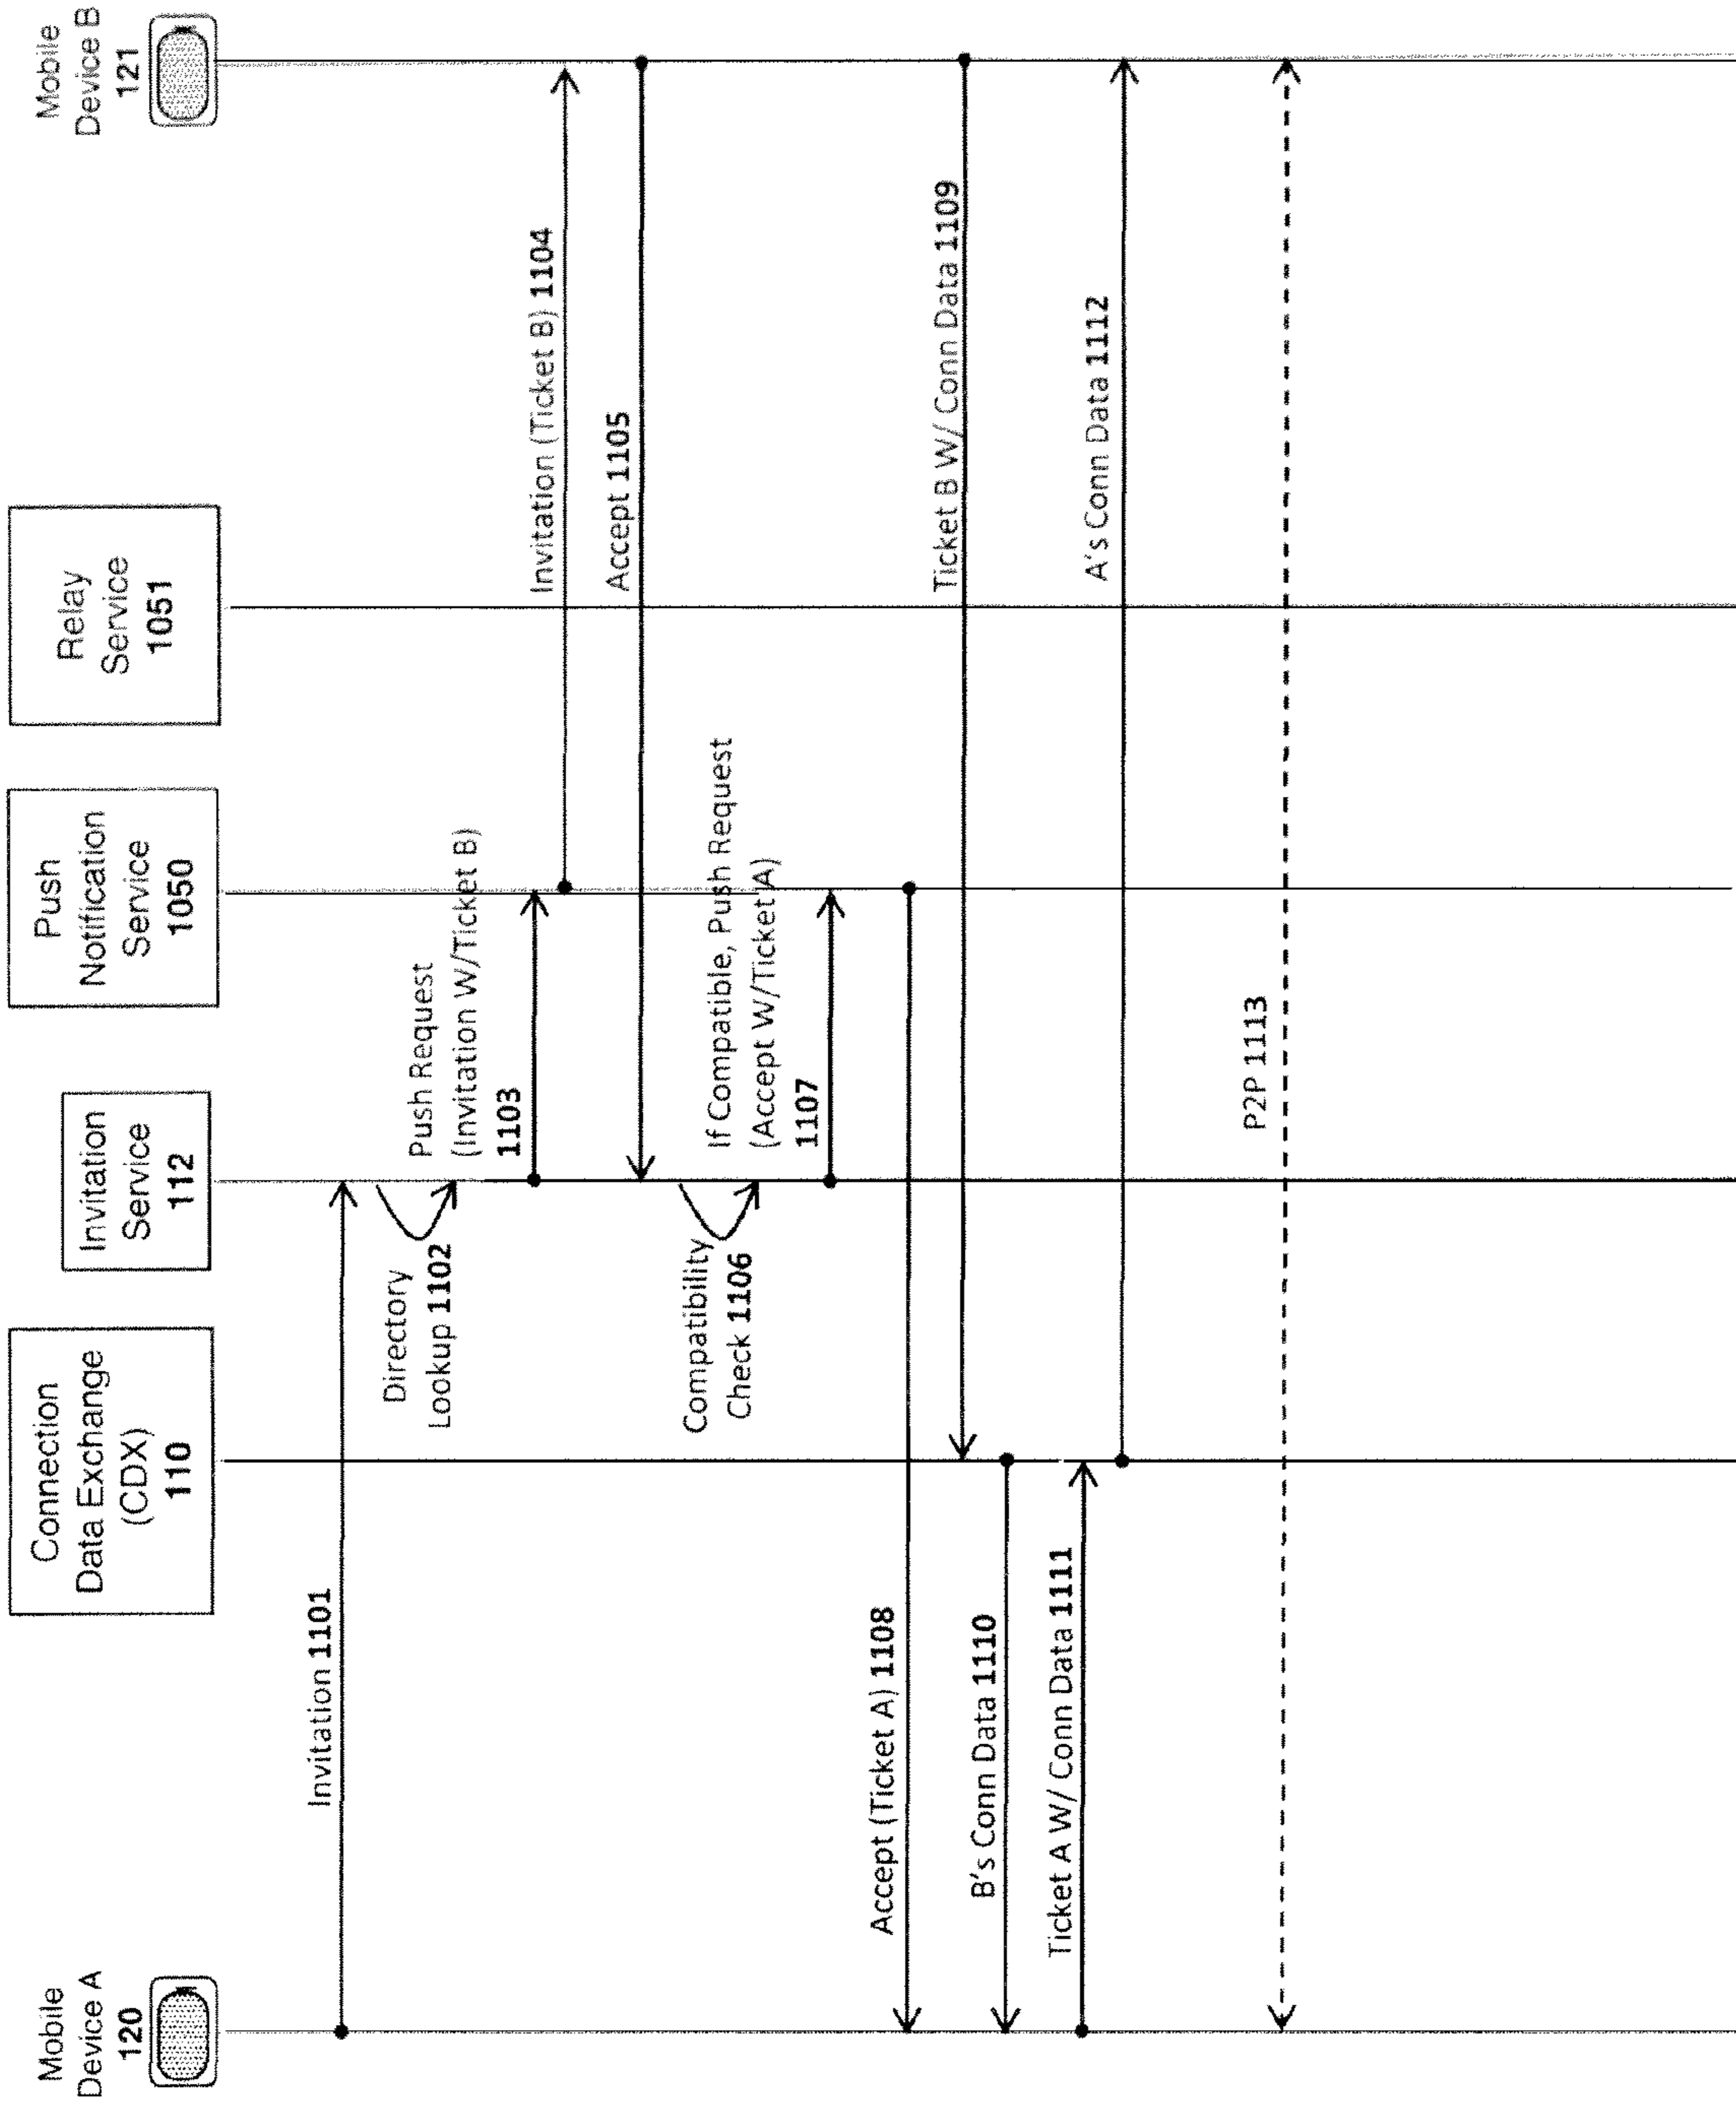 Mobile
Device A
120
Connection
Data Exchange
(CDX)
110
Invitation
Service
112
Push
Notification
Service
1050
Relay
Service
1051
Mobile
Device B
121
Invitation 1101
Directory
Lookup 1102
Push Request
(Invitation W/Ticket B)
1103
Invitation (Ticket B) 1104
Accept 1105
Compatibility
Check 1106
If Compatible, Push Request
(Accept W/Ticket A)
1107
Accept (Ticket A) 1108
Ticket B W/ Conn Data 1109
B's Conn Data 1110
Ticket A W/ Conn Data 1111
A's Conn Data 1112
P2P 1113